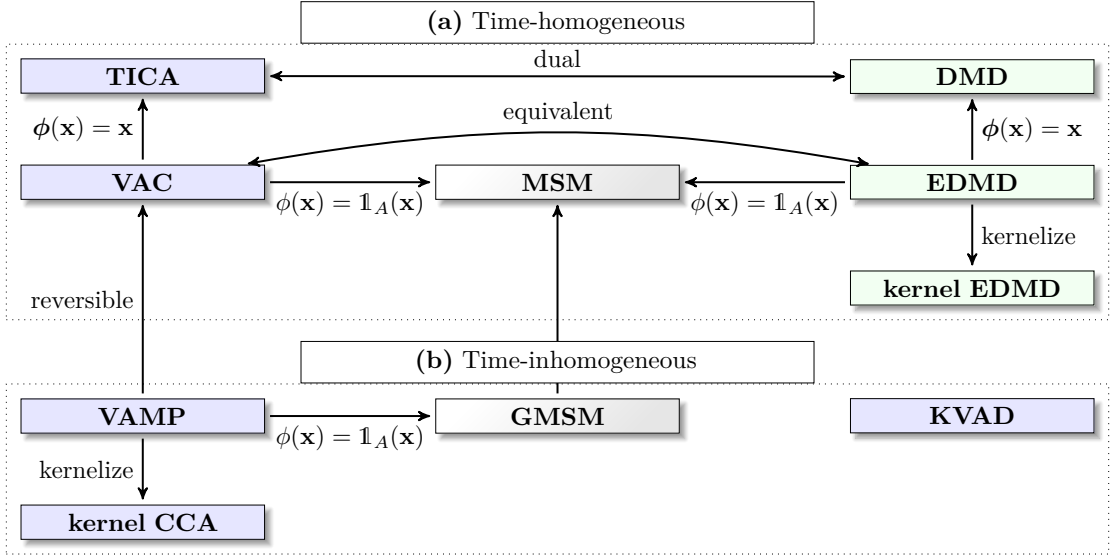 (a) Time-homogeneous
TICA
dual
DMD
ϕ(x) = x
equivalent
ϕ(x) = x
VAC
ϕ(x) = 𝟙_A(x)
MSM
ϕ(x) = 𝟙_A(x)
EDMD
kernelize
reversible
kernel EDMD
(b) Time-inhomogeneous
VAMP
ϕ(x) = 𝟙_A(x)
GMSM
KVAD
kernelize
kernel CCA